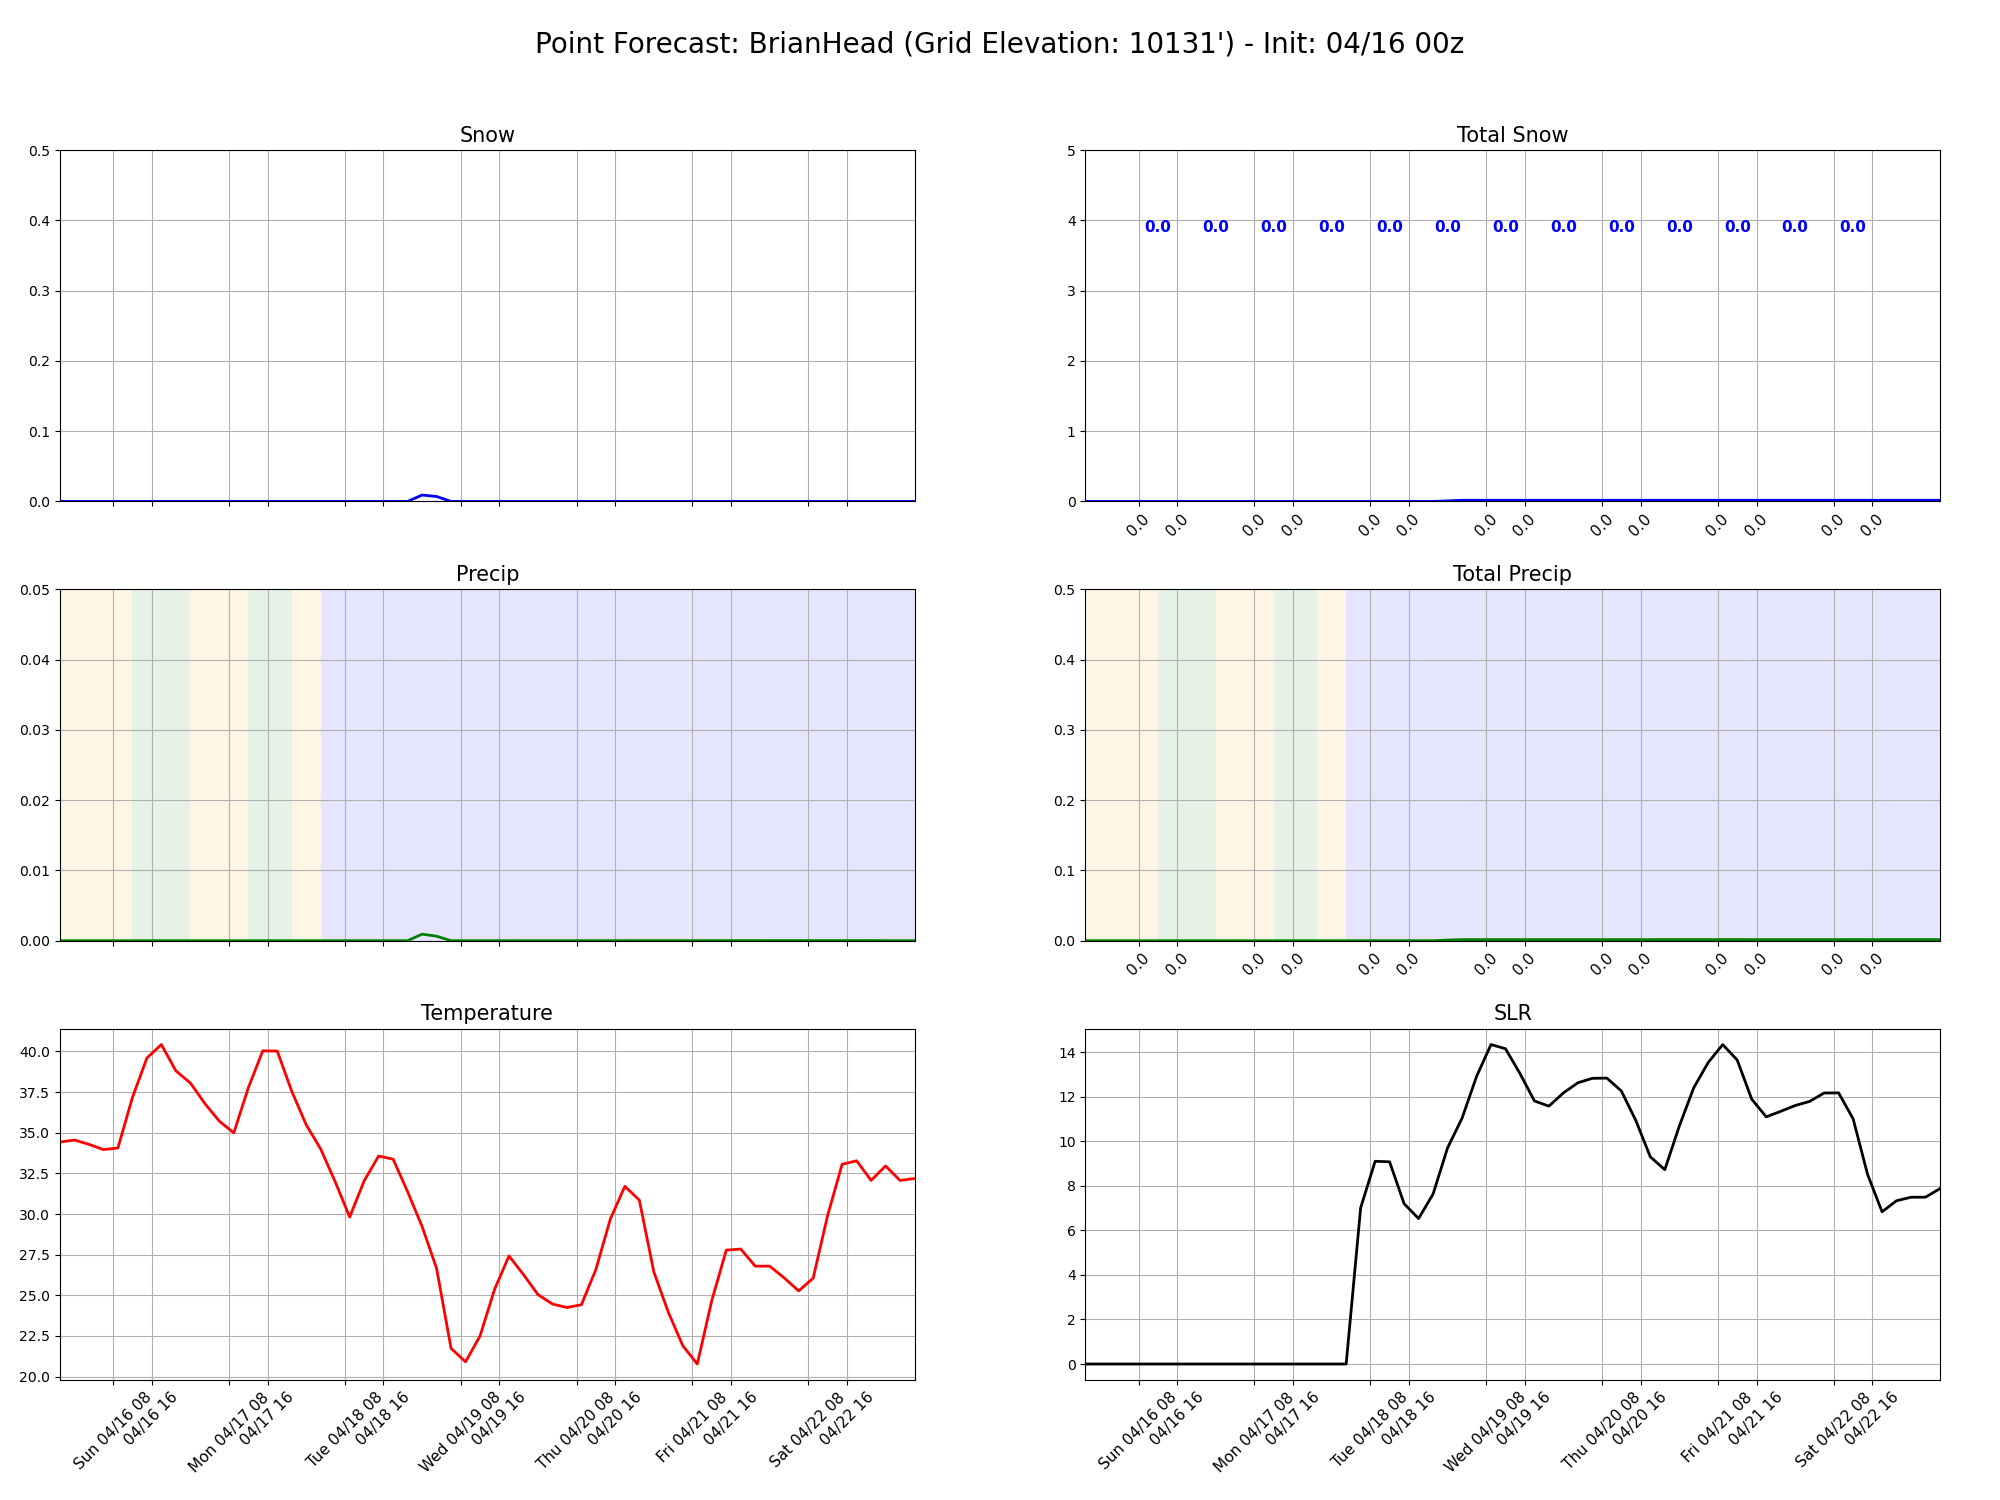 Point Forecast: BrianHead (Grid Elevation: 10131') - Init: 04/16 00z
Snow
0.5
0.4
0.3
0.2
0.1
0.0
Total Snow
5
4
3
2
1
0
0.0 0.0 0.0 0.0 0.0 0.0 0.0 0.0 0.0 0.0 0.0 0.0 0.0
0.0 0.0 0.0 0.0 0.0 0.0 0.0 0.0 0.0 0.0 0.0 0.0 0.0 0.0
Precip
0.05
0.04
0.03
0.02
0.01
0.00
Total Precip
0.5
0.4
0.3
0.2
0.1
0.0
0.0 0.0 0.0 0.0 0.0 0.0 0.0 0.0 0.0 0.0 0.0 0.0 0.0 0.0
Temperature
40.0
37.5
35.0
32.5
30.0
27.5
25.0
22.5
20.0
Sun 04/16 08
04/16 16
Mon 04/17 08
04/17 16
Tue 04/18 08
04/18 16
Wed 04/19 08
04/19 16
Thu 04/20 08
04/20 16
Fri 04/21 08
04/21 16
Sat 04/22 08
04/22 16
SLR
14
12
10
8
6
4
2
0
Sun 04/16 08
04/16 16
Mon 04/17 08
04/17 16
Tue 04/18 08
04/18 16
Wed 04/19 08
04/19 16
Thu 04/20 08
04/20 16
Fri 04/21 08
04/21 16
Sat 04/22 08
04/22 16